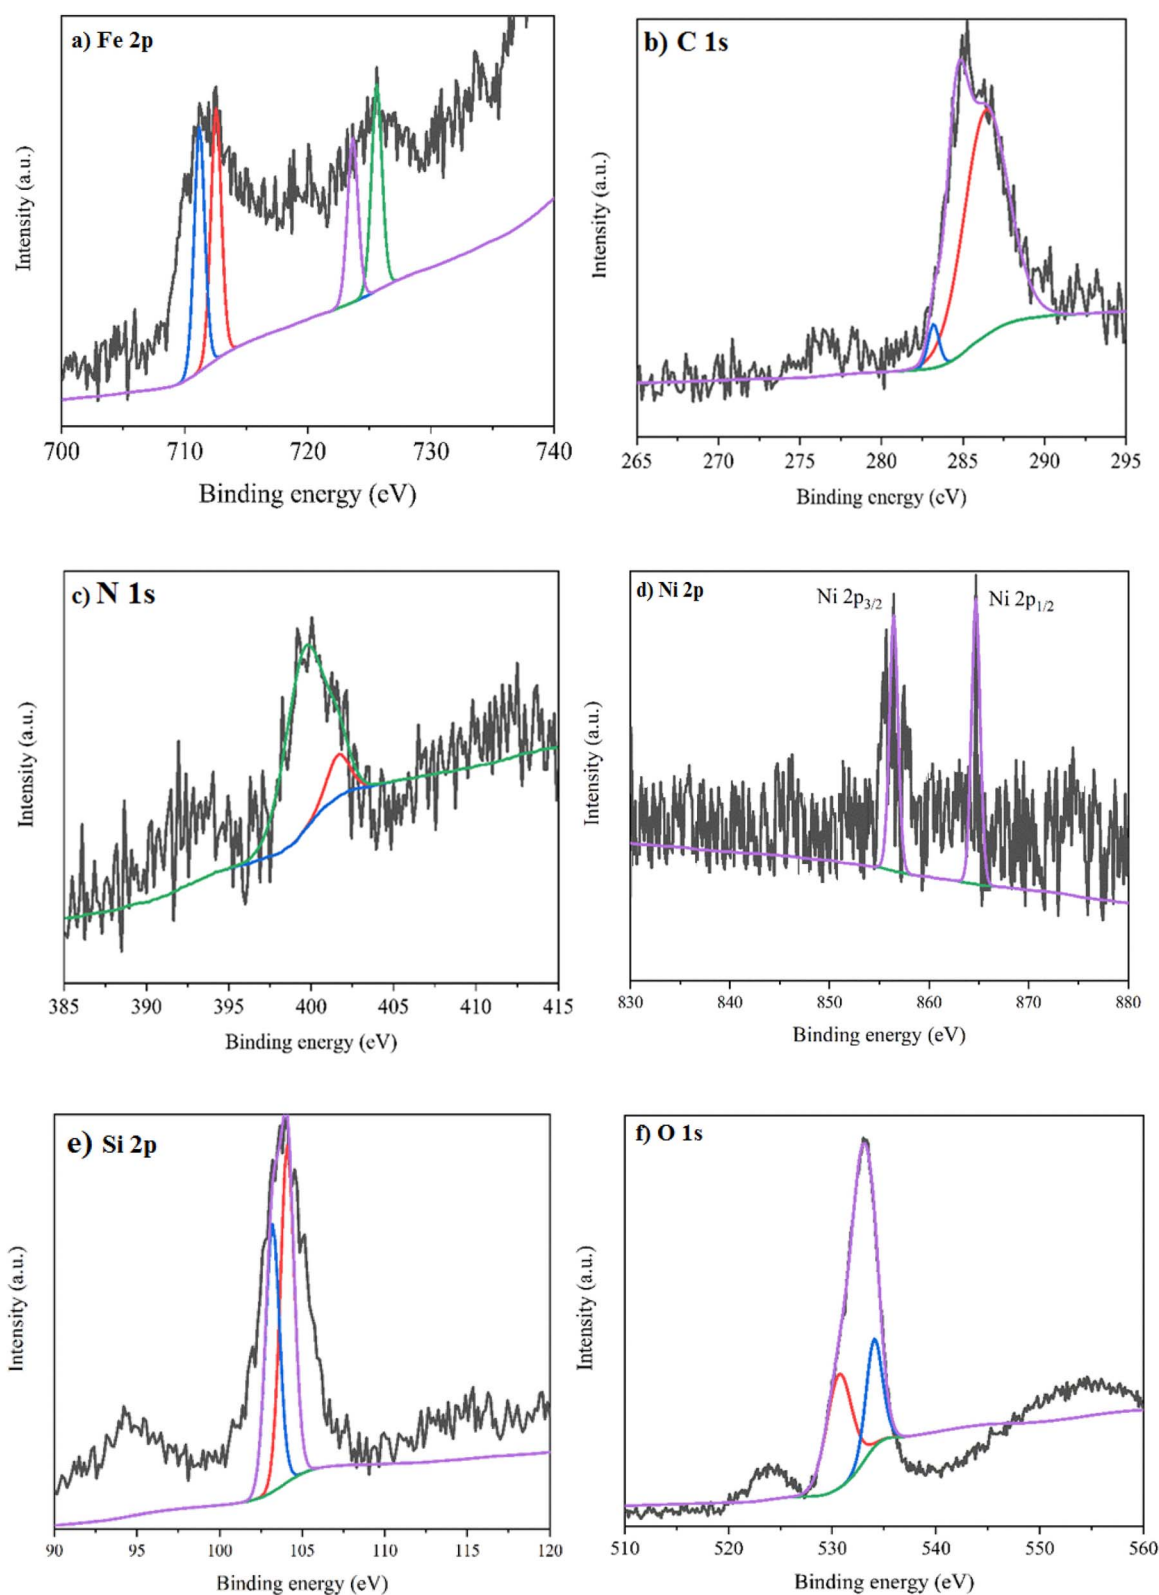 a) Fe 2p
Intensity (a.u.)
700 710 720 730 740
Binding energy (eV)
b) C 1s
Intensity (a.u.)
265 270 275 280 285 290 295
Binding energy (eV)
c) N 1s
Intensity (a.u.)
385 390 395 400 405 410 415
Binding energy (eV)
d) Ni 2p
Ni 2p3/2
Ni 2p1/2
Intensity (a.u.)
830 840 850 860 870 880
Binding energy (eV)
e) Si 2p
Intensity (a.u.)
90 95 100 105 110 115 120
Binding energy (eV)
f) O 1s
Intensity (a.u.)
510 520 530 540 550 560
Binding energy (eV)